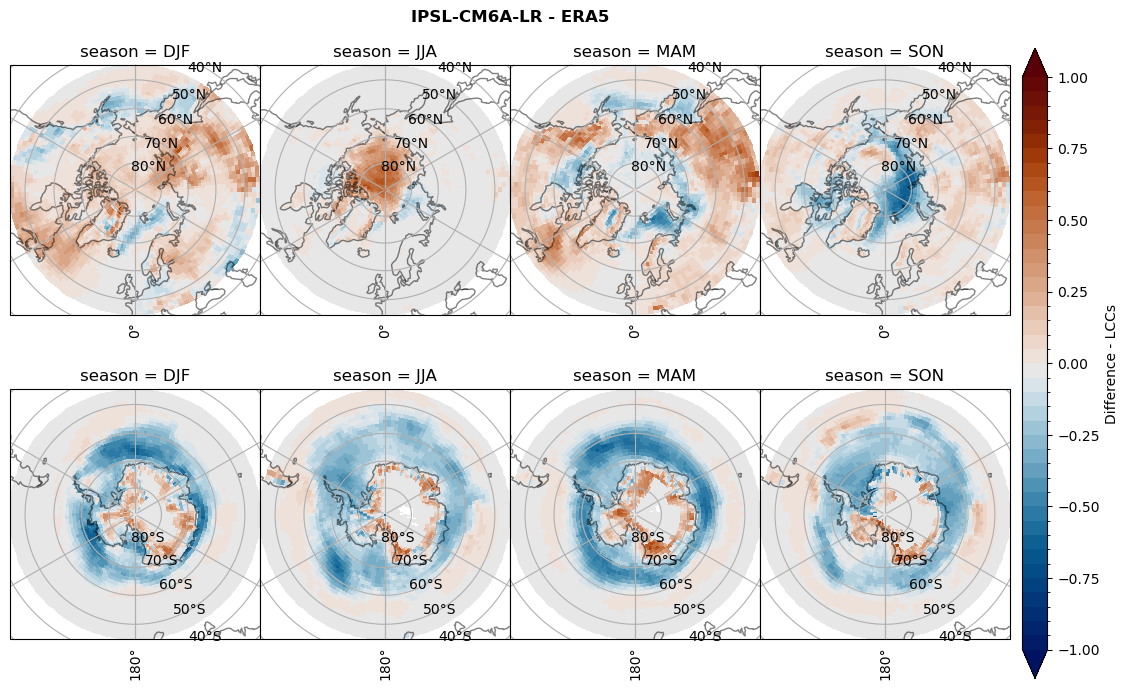 IPSL-CM6A-LR - ERA5
season = DJF
season = JJA
season = MAM
season = SON
40°N
50°N
60°N
70°N
80°N
0°
40°N
50°N
60°N
70°N
80°N
0°
40°N
50°N
60°N
70°N
80°N
0°
40°N
50°N
60°N
70°N
80°N
0°
season = DJF
season = JJA
season = MAM
season = SON
80°S
70°S
60°S
50°S
40°S
180°
80°S
70°S
60°S
50°S
40°S
180°
80°S
70°S
60°S
50°S
40°S
180°
80°S
70°S
60°S
50°S
40°S
180°
1.00
0.75
0.50
0.25
0.00
−0.25
−0.50
−0.75
−1.00
Difference - LCCs